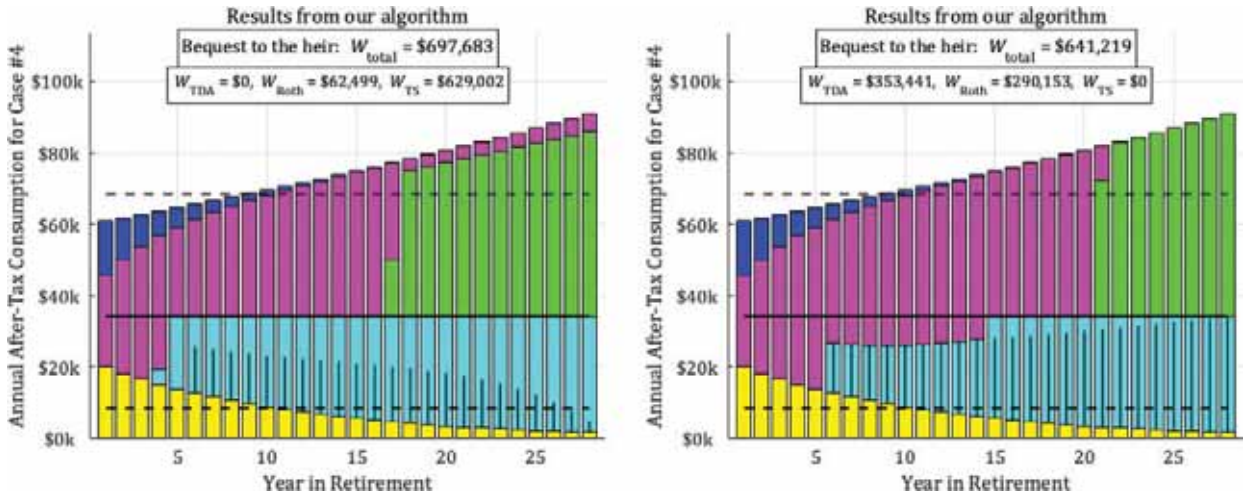 Results from our algorithm
Bequest to the heir: W_total = $697,683
W_TDA = $0, W_Roth = $62,499, W_TS = $629,002
Annual After-Tax Consumption for Case #4
$100k
$80k
$60k
$40k
$20k
$0k
5 10 15 20 25
Year in Retirement
Results from our algorithm
Bequest to the heir: W_total = $641,219
W_TDA = $353,441, W_Roth = $290,153, W_TS = $0
Annual After-Tax Consumption for Case #4
$100k
$80k
$60k
$40k
$20k
$0k
5 10 15 20 25
Year in Retirement